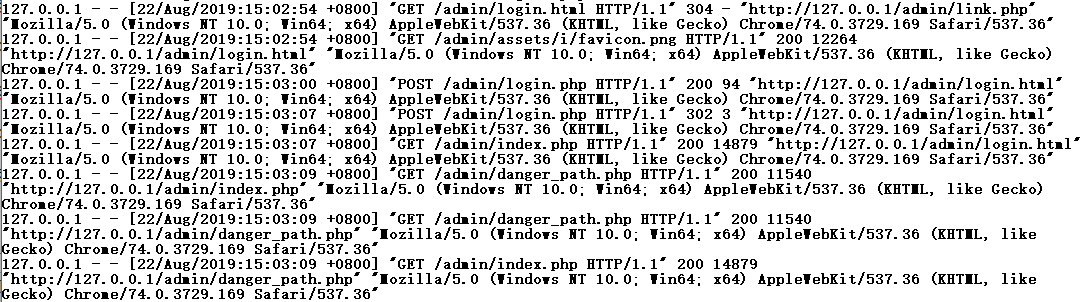 127.0.0.1 - - [22/Aug/2019:15:02:54 +0800] "GET /admin/login.html HTTP/1.1" 304 - "http://127.0.0.1/admin/link.php"
"Mozilla/5.0 (Windows NT 10.0; Win64; x64) AppleWebKit/537.36 (KHTML, like Gecko) Chrome/74.0.3729.169 Safari/537.36"
127.0.0.1 - - [22/Aug/2019:15:02:54 +0800] "GET /admin/assets/i/favicon.png HTTP/1.1" 200 12264
"http://127.0.0.1/admin/login.html" "Mozilla/5.0 (Windows NT 10.0; Win64; x64) AppleWebKit/537.36 (KHTML, like Gecko)
Chrome/74.0.3729.169 Safari/537.36"
127.0.0.1 - - [22/Aug/2019:15:03:00 +0800] "POST /admin/login.php HTTP/1.1" 200 94 "http://127.0.0.1/admin/login.html"
"Mozilla/5.0 (Windows NT 10.0; Win64; x64) AppleWebKit/537.36 (KHTML, like Gecko) Chrome/74.0.3729.169 Safari/537.36"
127.0.0.1 - - [22/Aug/2019:15:03:07 +0800] "POST /admin/login.php HTTP/1.1" 302 3 "http://127.0.0.1/admin/login.html"
"Mozilla/5.0 (Windows NT 10.0; Win64; x64) AppleWebKit/537.36 (KHTML, like Gecko) Chrome/74.0.3729.169 Safari/537.36"
127.0.0.1 - - [22/Aug/2019:15:03:07 +0800] "GET /admin/index.php HTTP/1.1" 200 14879 "http://127.0.0.1/admin/login.html"
"Mozilla/5.0 (Windows NT 10.0; Win64; x64) AppleWebKit/537.36 (KHTML, like Gecko) Chrome/74.0.3729.169 Safari/537.36"
127.0.0.1 - - [22/Aug/2019:15:03:09 +0800] "GET /admin/danger_path.php HTTP/1.1" 200 11540
"http://127.0.0.1/admin/index.php" "Mozilla/5.0 (Windows NT 10.0; Win64; x64) AppleWebKit/537.36 (KHTML, like Gecko)
Chrome/74.0.3729.169 Safari/537.36"
127.0.0.1 - - [22/Aug/2019:15:03:09 +0800] "GET /admin/danger_path.php HTTP/1.1" 200 11540
"http://127.0.0.1/admin/danger_path.php" "Mozilla/5.0 (Windows NT 10.0; Win64; x64) AppleWebKit/537.36 (KHTML, like
Gecko) Chrome/74.0.3729.169 Safari/537.36"
127.0.0.1 - - [22/Aug/2019:15:03:09 +0800] "GET /admin/index.php HTTP/1.1" 200 14879
"http://127.0.0.1/admin/danger_path.php" "Mozilla/5.0 (Windows NT 10.0; Win64; x64) AppleWebKit/537.36 (KHTML, like
Gecko) Chrome/74.0.3729.169 Safari/537.36"